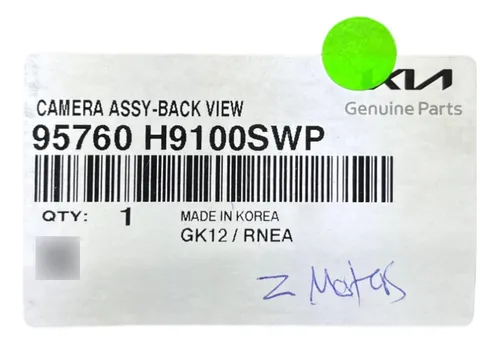 KIA
Genuine Parts
CAMERA ASSY-BACK VIEW
95760 H9100SWP
QTY: 1
MADE IN KOREA
GK12 / RNEA
Z Motors